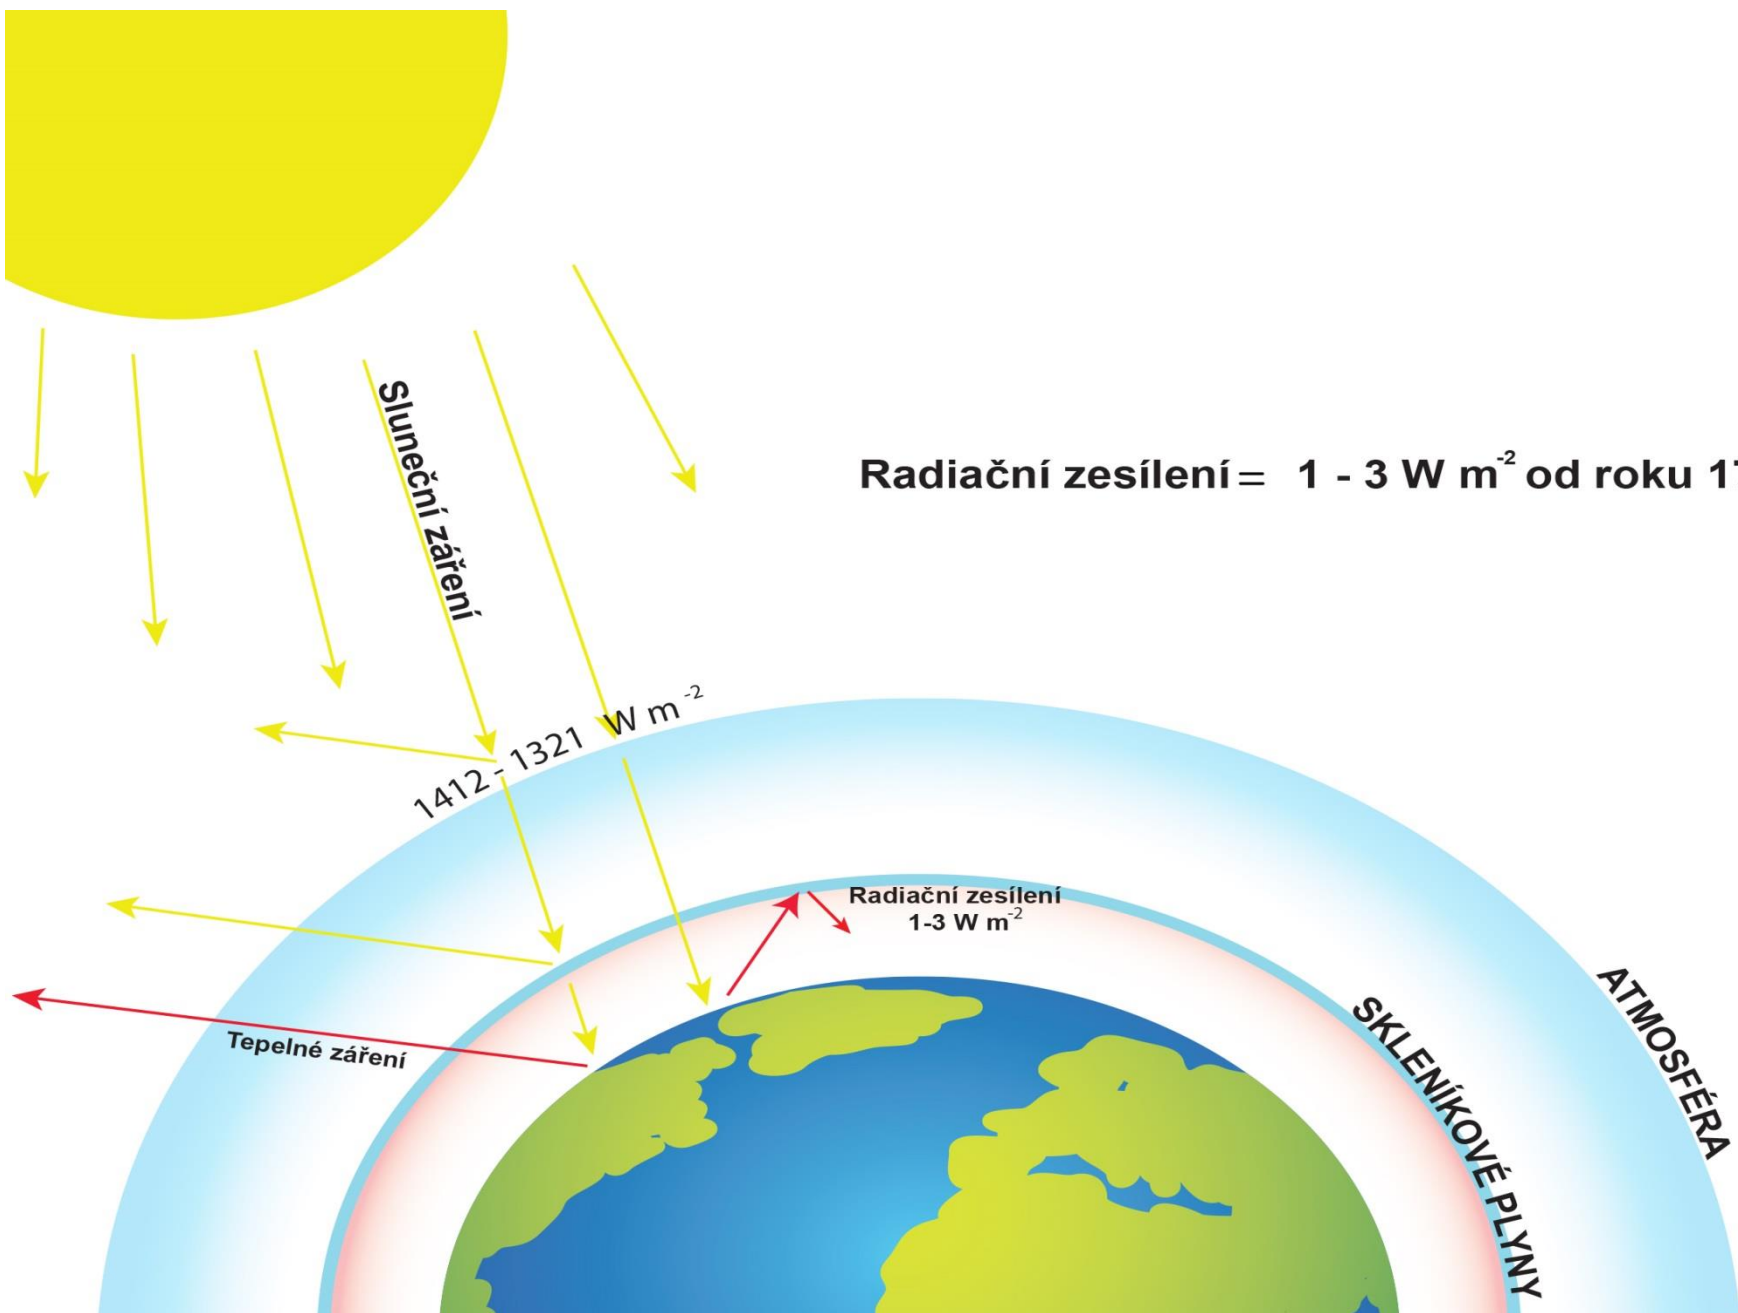 Sluneční záření
Radiační zesílení = 1 - 3 W m⁻² od roku
1412 - 1321 W m⁻²
Radiační zesílení
1-3 W m⁻²
Tepelné záření
SKLENÍKOVÉ PLYNY
ATMOSFÉRA